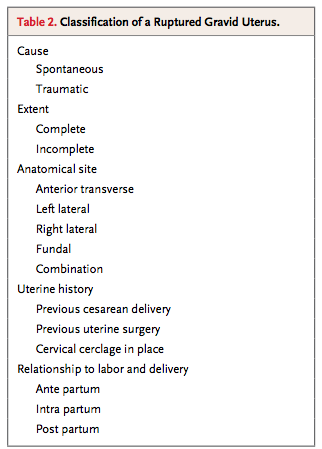 Table 2. Classification of a Ruptured Gravid Uterus.
Cause
Spontaneous
Traumatic
Extent
Complete
Incomplete
Anatomical site
Anterior transverse
Left lateral
Right lateral
Fundal
Combination
Uterine history
Previous cesarean delivery
Previous uterine surgery
Cervical cerclage in place
Relationship to labor and delivery
Ante partum
Intra partum
Post partum